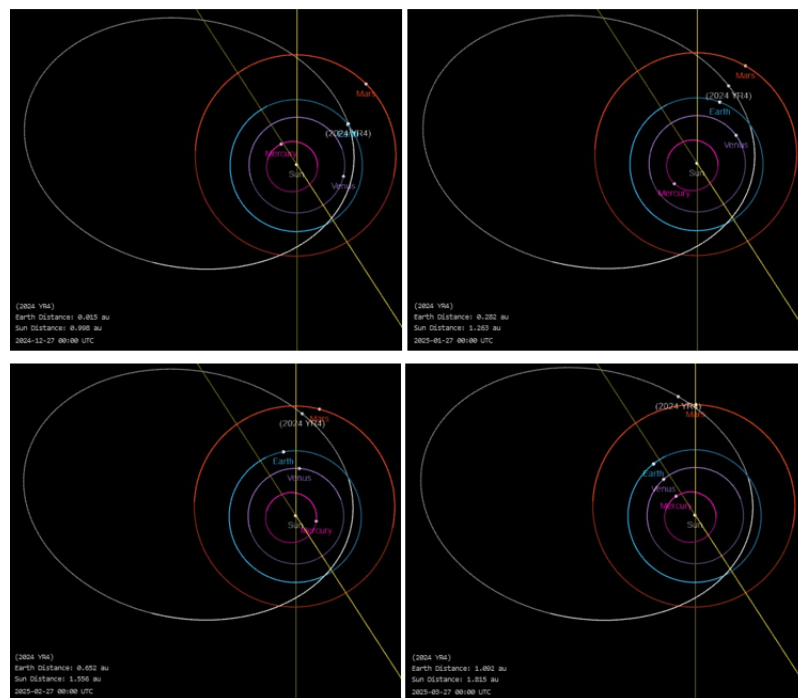 Mars
(2024 YR4)
Mercury
Sun
Venus
(2024 YR4)
Earth Distance: 0.015 au
Sun Distance: 0.998 au
2024-12-27 00:00 UTC
Mars
(2024 YR4)
Earth
Venus
Sun
Mercury
(2024 YR4)
Earth Distance: 0.282 au
Sun Distance: 1.263 au
2025-01-27 00:00 UTC
Mars
(2024 YR4)
Earth
Venus
Sun
Mercury
(2024 YR4)
Earth Distance: 0.652 au
Sun Distance: 1.556 au
2025-02-27 00:00 UTC
(2024 YR4)
Mars
Earth
Venus
Mercury
Sun
(2024 YR4)
Earth Distance: 1.092 au
Sun Distance: 1.815 au
2025-03-27 00:00 UTC